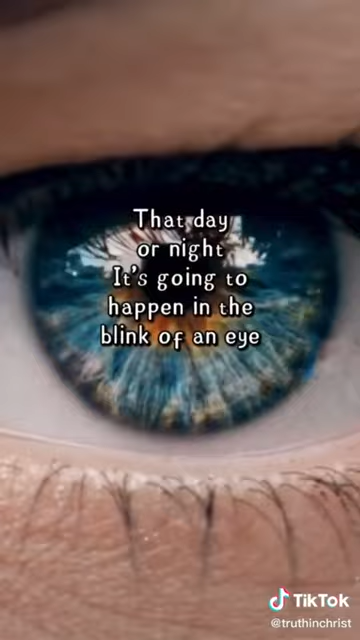 That day
or night
It's going to
happen in the
blink of an eye
TikTok
@truthinchrist